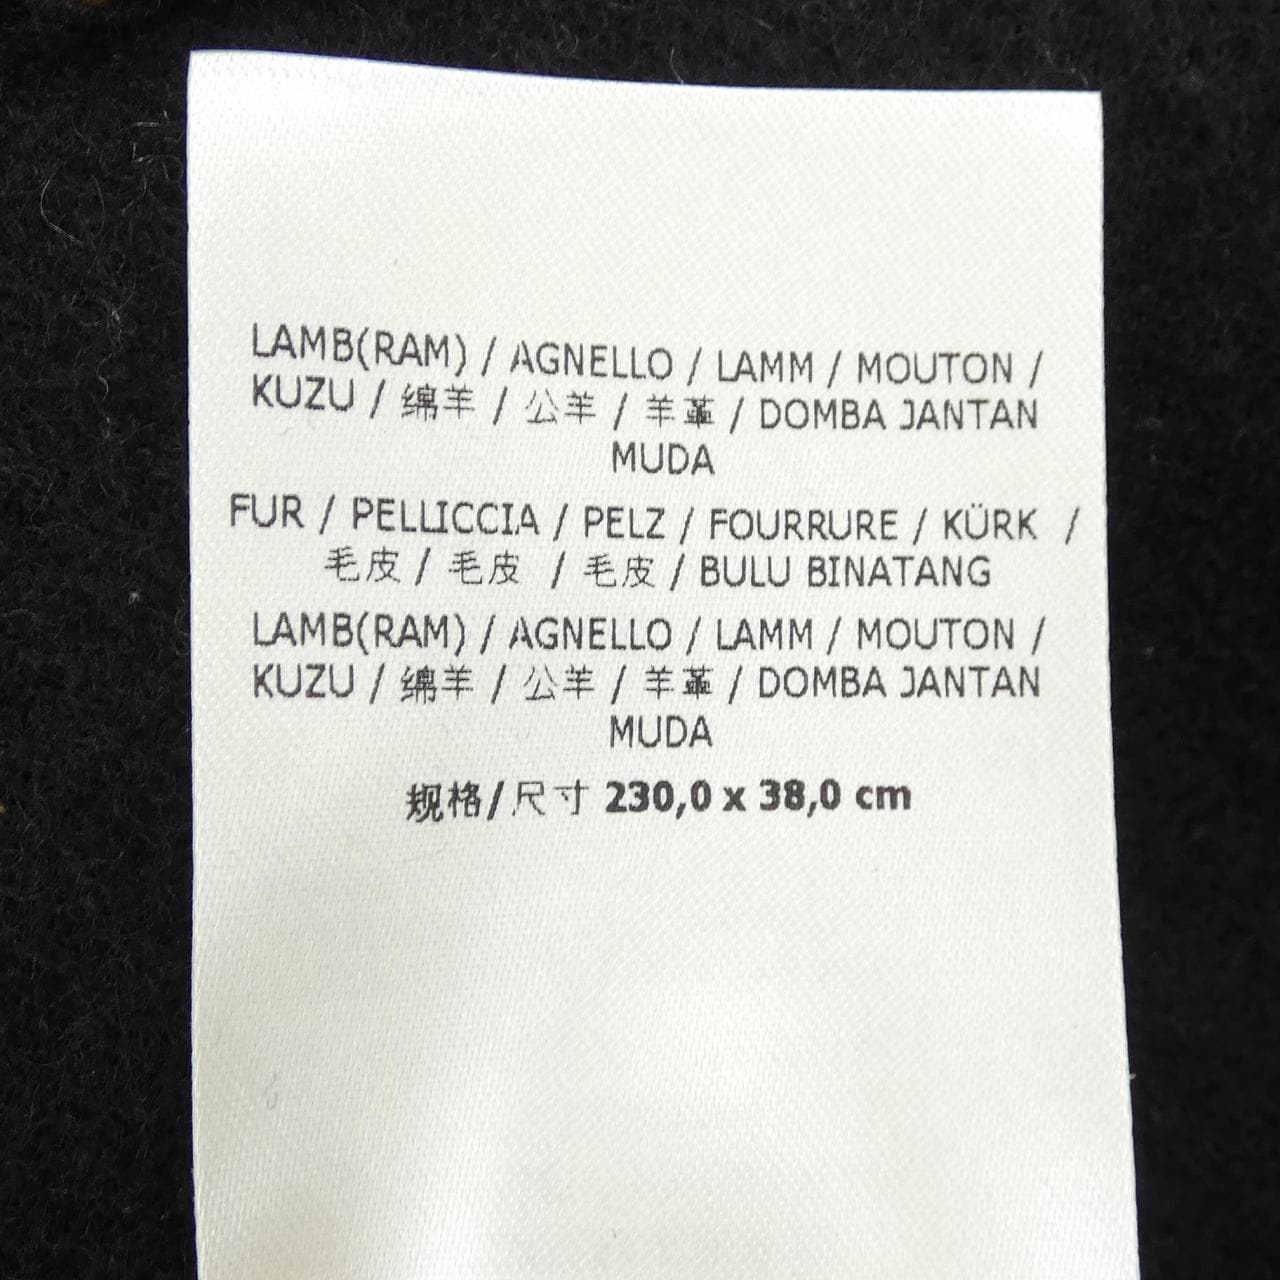 LAMB(RAM) / AGNELLO / LAMM / MOUTON /
KUZU / 绵羊 / 公羊 / 羊革 / DOMBA JANTAN
MUDA
FUR / PELLICCIA / PELZ / FOURRURE / KÜRK /
毛皮 / 毛皮 / 毛皮 / BULU BINATANG
LAMB(RAM) / AGNELLO / LAMM / MOUTON /
KUZU / 绵羊 / 公羊 / 羊革 / DOMBA JANTAN
MUDA
规格/尺寸 230,0 x 38,0 cm